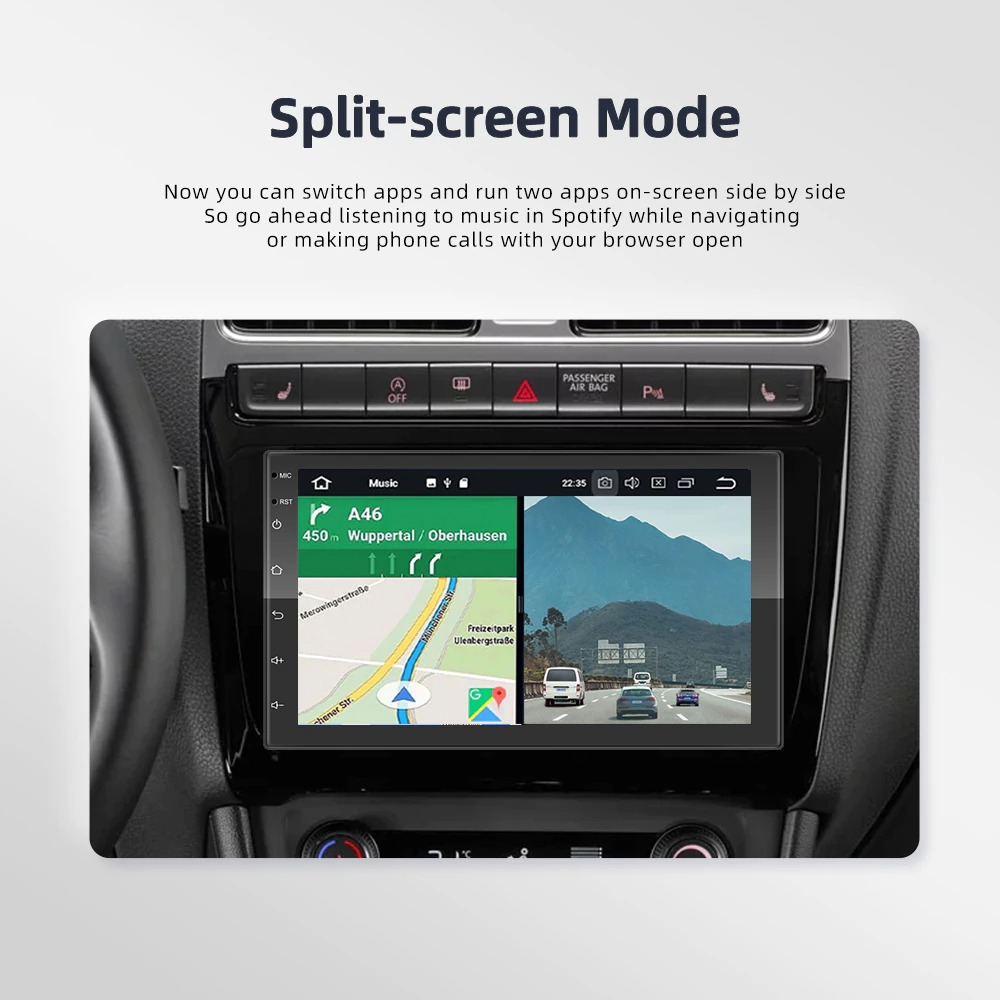 Split-screen Mode
Now you can switch apps and run two apps on-screen side by side
So go ahead listening to music in Spotify while navigating
or making phone calls with your browser open
A
OFF
PASSENGER
AIR BAG
P
MIC
RST
Music
22:35
A46
450 m
Wuppertal / Oberhausen
Merowingerstraße
Münchener Str.
Freizeitpark
Ulenbergstraße
chener Str.
G
°C